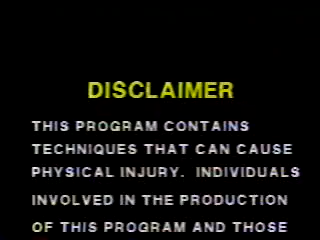 DISCLAIMER
THIS PROGRAM CONTAINS
TECHNIQUES THAT CAN CAUSE
PHYSICAL INJURY. INDIVIDUALS
INVOLVED IN THE PRODUCTION
OF THIS PROGRAM AND THOSE